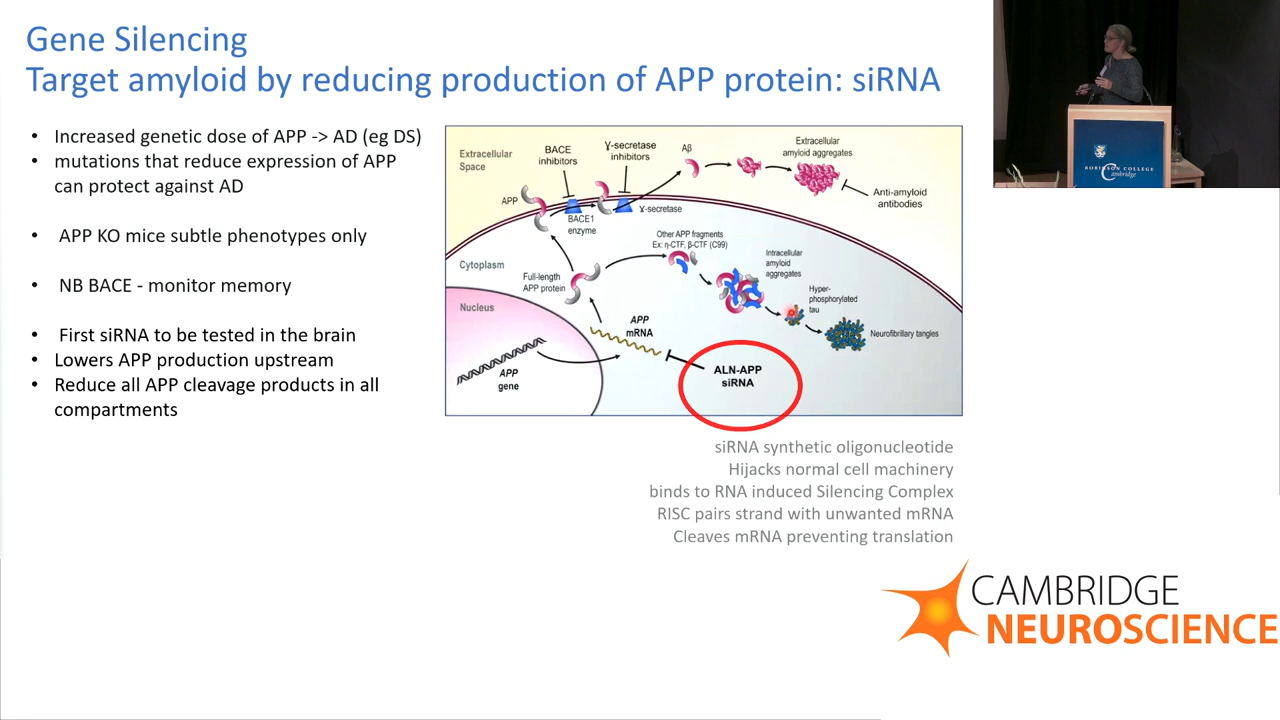 Gene Silencing
Target amyloid by reducing production of APP protein: siRNA
• Increased genetic dose of APP -> AD (eg DS)
• mutations that reduce expression of APP
can protect against AD
• APP KO mice subtle phenotypes only
• NB BACE - monitor memory
• First siRNA to be tested in the brain
• Lowers APP production upstream
• Reduce all APP cleavage products in all
compartments
Extracellular
Space
BACE
inhibitors
Ɣ-secretase
inhibitors
Aβ
Extracellular
amyloid aggregates
Anti-amyloid
antibodies
APP
BACE1
enzyme
Ɣ-secretase
Cytoplasm
Full-length
APP protein
Other APP fragments
Ex: η-CTF, β-CTF (C99)
Intracellular
amyloid
aggregates
Hyper-
phosphorylated
tau
Neurofibrillary tangles
Nucleus
APP
mRNA
APP
gene
ALN-APP
siRNA
siRNA synthetic oligonucleotide
Hijacks normal cell machinery
binds to RNA induced Silencing Complex
RISC pairs strand with unwanted mRNA
Cleaves mRNA preventing translation
ROBINSON COLLEGE
Cambridge
CAMBRIDGE
NEUROSCIENCE